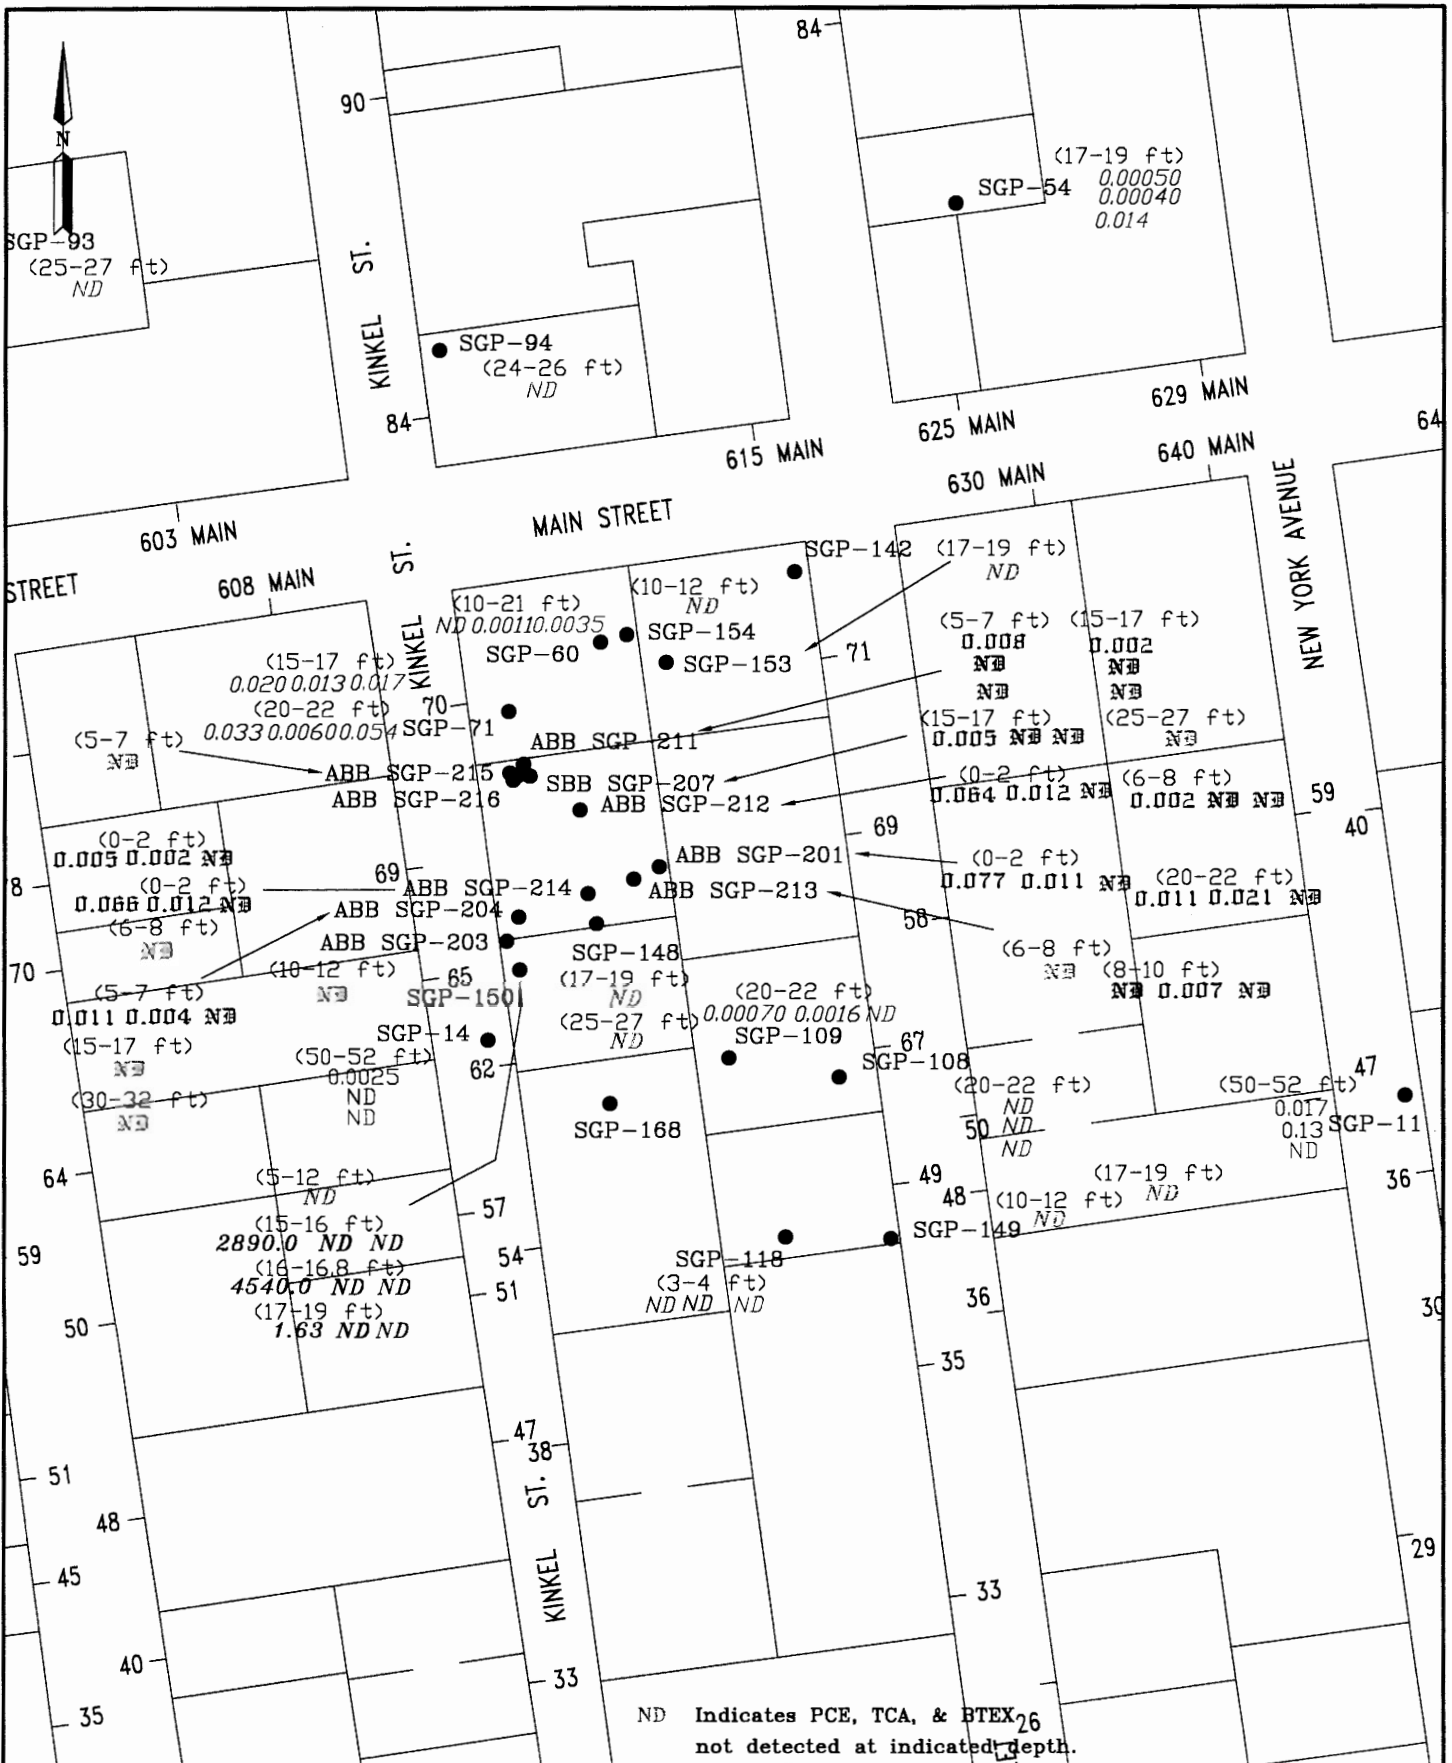 84
90
N
(17-19 ft)
SGP-54 0.00050
0.00040
0.014
SGP-93
(25-27 ft)
ND
KINKEL ST.
SGP-94
(24-26 ft)
ND
84
629 MAIN
625 MAIN
64
615 MAIN
640 MAIN
630 MAIN
NEW YORK AVENUE
MAIN STREET
603 MAIN
STREET
608 MAIN
KINKEL ST.
SGP-142
(17-19 ft)
ND
(10-21 ft)
ND 0.0011 0.0035
(10-12 ft)
ND
SGP-154
SGP-60
SGP-153
71
(5-7 ft)
0.008
ND
ND
(15-17 ft)
0.002
ND
ND
(15-17 ft)
0.020 0.013 0.017
(20-22 ft)
0.033 0.0060 0.054
70
SGP-71
(15-17 ft)
0.005 ND ND
(25-27 ft)
ND
(5-7 ft)
ND
ABB SGP-211
ABB SGP-215
SBB SGP-207
ABB SGP-216
ABB SGP-212
(0-2 ft)
0.064 0.012 ND
(6-8 ft)
0.002 ND ND
59
40
69
(0-2 ft)
0.005 0.002 ND
ABB SGP-201
(0-2 ft)
0.077 0.011 ND
(20-22 ft)
0.011 0.021 ND
69
78
(0-2 ft)
0.066 0.012 ND
ABB SGP-214
ABB SGP-213
ABB SGP-204
58
(6-8 ft)
ND
ABB SGP-203
SGP-148
(17-19 ft)
ND
(25-27 ft)
ND
(6-8 ft)
ND
(8-10 ft)
ND 0.007 ND
70
(10-12 ft)
ND
65
SGP-150
(5-7 ft)
0.011 0.004 ND
(15-17 ft)
ND
(30-32 ft)
ND
(20-22 ft)
0.00070 0.0016 ND
SGP-109
67
SGP-108
SGP-14
(50-52 ft)
0.0025
ND
ND
62
(20-22 ft)
ND
ND
ND
50
(50-52 ft)
0.017
0.13
ND
47
SGP-11
SGP-168
64
(5-12 ft)
ND
(15-16 ft)
2890.0 ND ND
(16-16.8 ft)
4540.0 ND ND
(17-19 ft)
1.63 ND ND
49
48
(17-19 ft)
ND
(10-12 ft)
ND
36
57
SGP-149
59
54
SGP-118
(3-4 ft)
ND ND ND
51
36
30
50
35
47
38
51
KINKEL ST.
48
29
45
33
40
33
35
ND Indicates PCE, TCA, & BTEX
not detected at indicated depth.
26